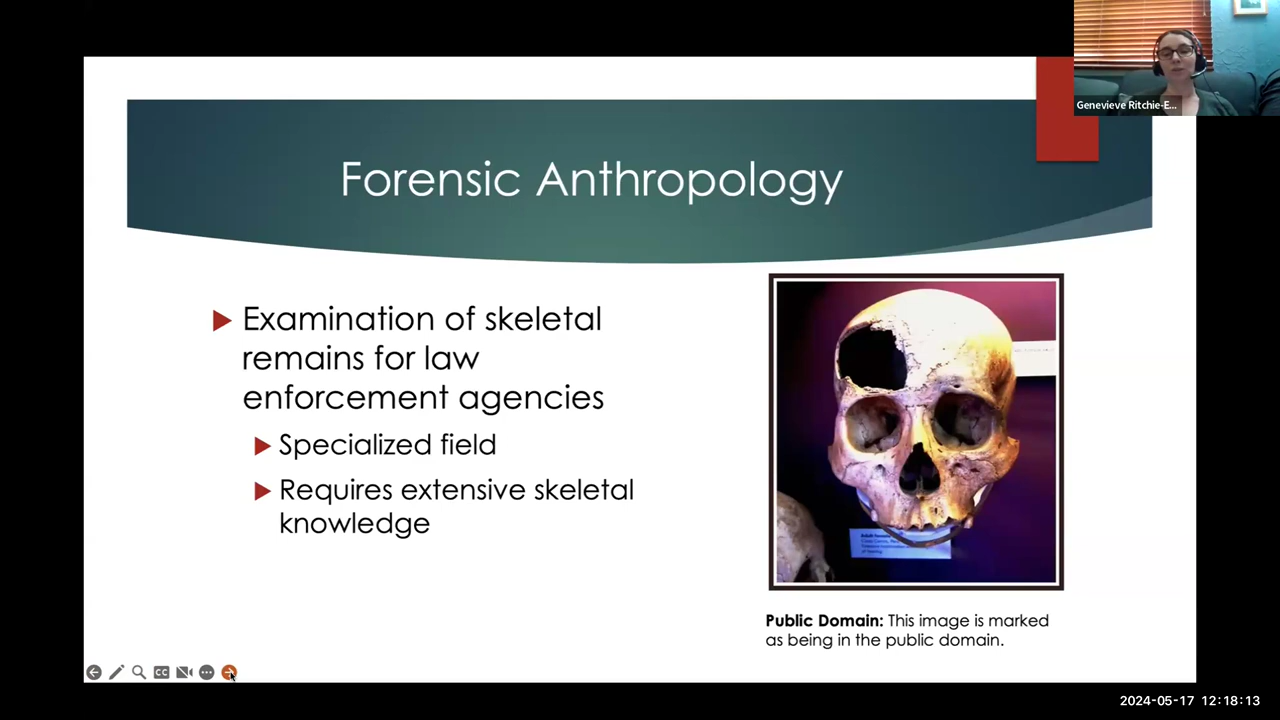 Genevieve Ritchie-E...
Forensic Anthropology
Examination of skeletal
remains for law
enforcement agencies
Specialized field
Requires extensive skeletal
knowledge
Public Domain: This image is marked
as being in the public domain.
CC
2024-05-17 12:18:13